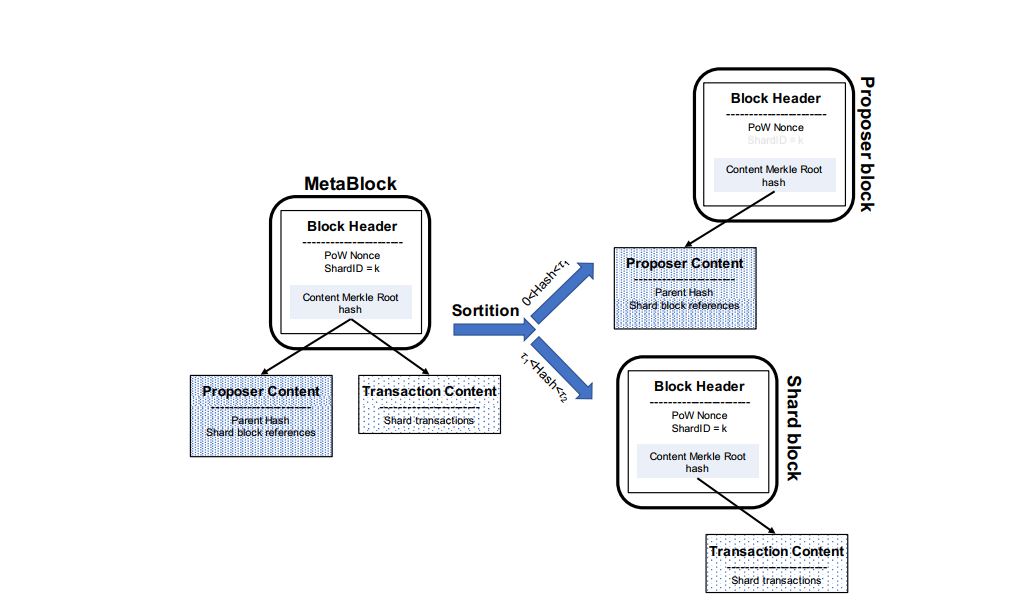 MetaBlock
Block Header
-----------------------
PoW Nonce
ShardID = k
Content Merkle Root
hash
Proposer Content
-----------------------
Parent Hash
Shard block references
Transaction Content
-----------------------
Shard transactions
Sortition
0<Hash<τ₁
τ₁<Hash<τ₂
Proposer block
Block Header
-----------------------
PoW Nonce
ShardID = k
Content Merkle Root
hash
Proposer Content
-----------------------
Parent Hash
Shard block references
Shard block
Block Header
-----------------------
PoW Nonce
ShardID = k
Content Merkle Root
hash
Transaction Content
-----------------------
Shard transactions